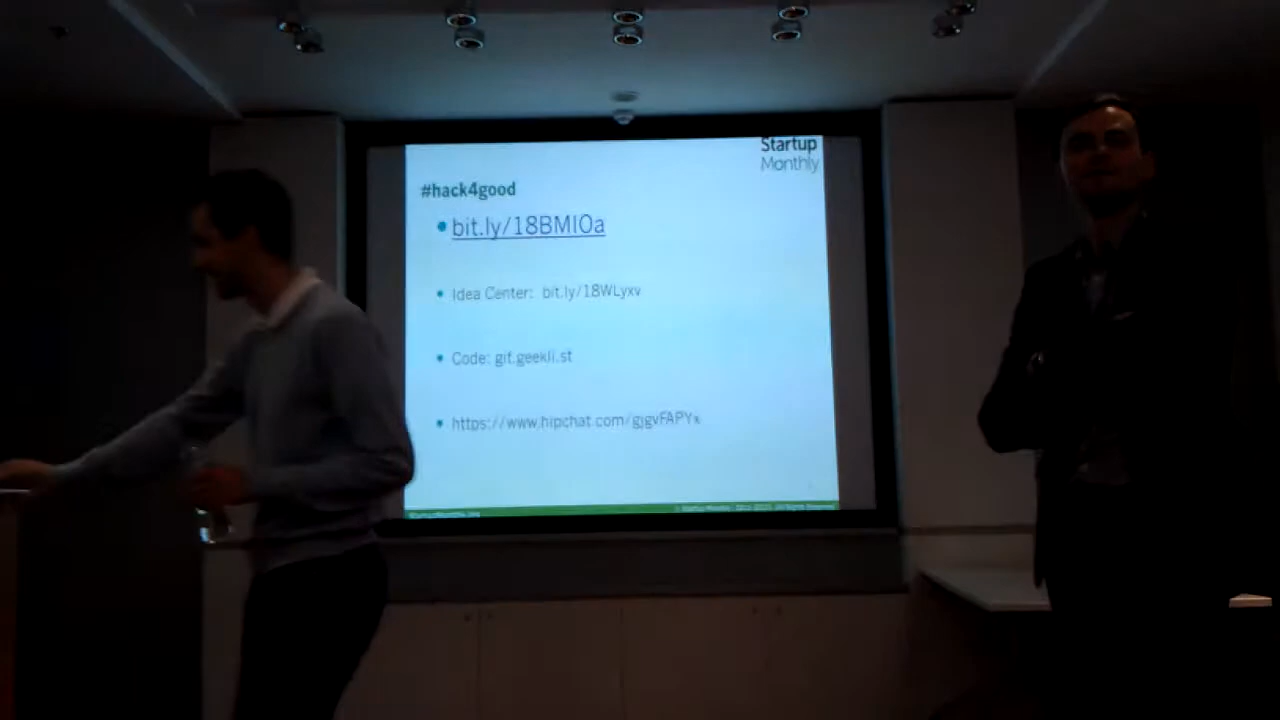 Startup
Monthly
#hack4good
• bit.ly/18BMIOa
• Idea Center: bit.ly/18WLyxv
• Code: git.geekli.st
• https://www.hipchat.com/gjgvFAPYx